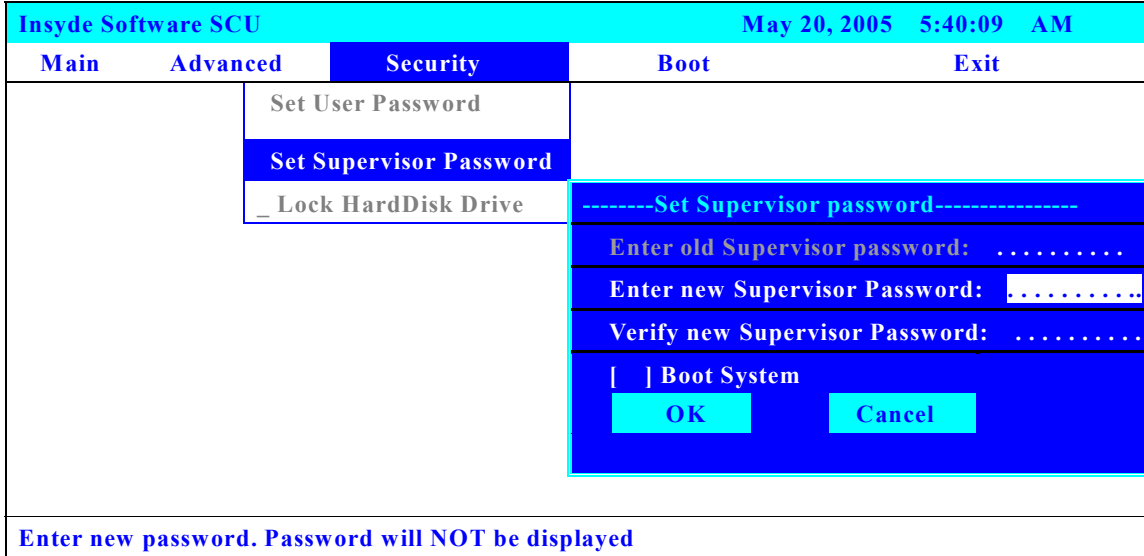 Insyde Software SCU May 20, 2005 5:40:09 AM
Main Advanced Security Boot Exit
Set User Password
Set Supervisor Password
_ Lock HardDisk Drive
--------Set Supervisor password----------------
Enter old Supervisor password: . . . . . . . . . .
Enter new Supervisor Password: . . . . . . . . . ..
Verify new Supervisor Password: . . . . . . . . . .
[ ] Boot System
OK Cancel
Enter new password. Password will NOT be displayed